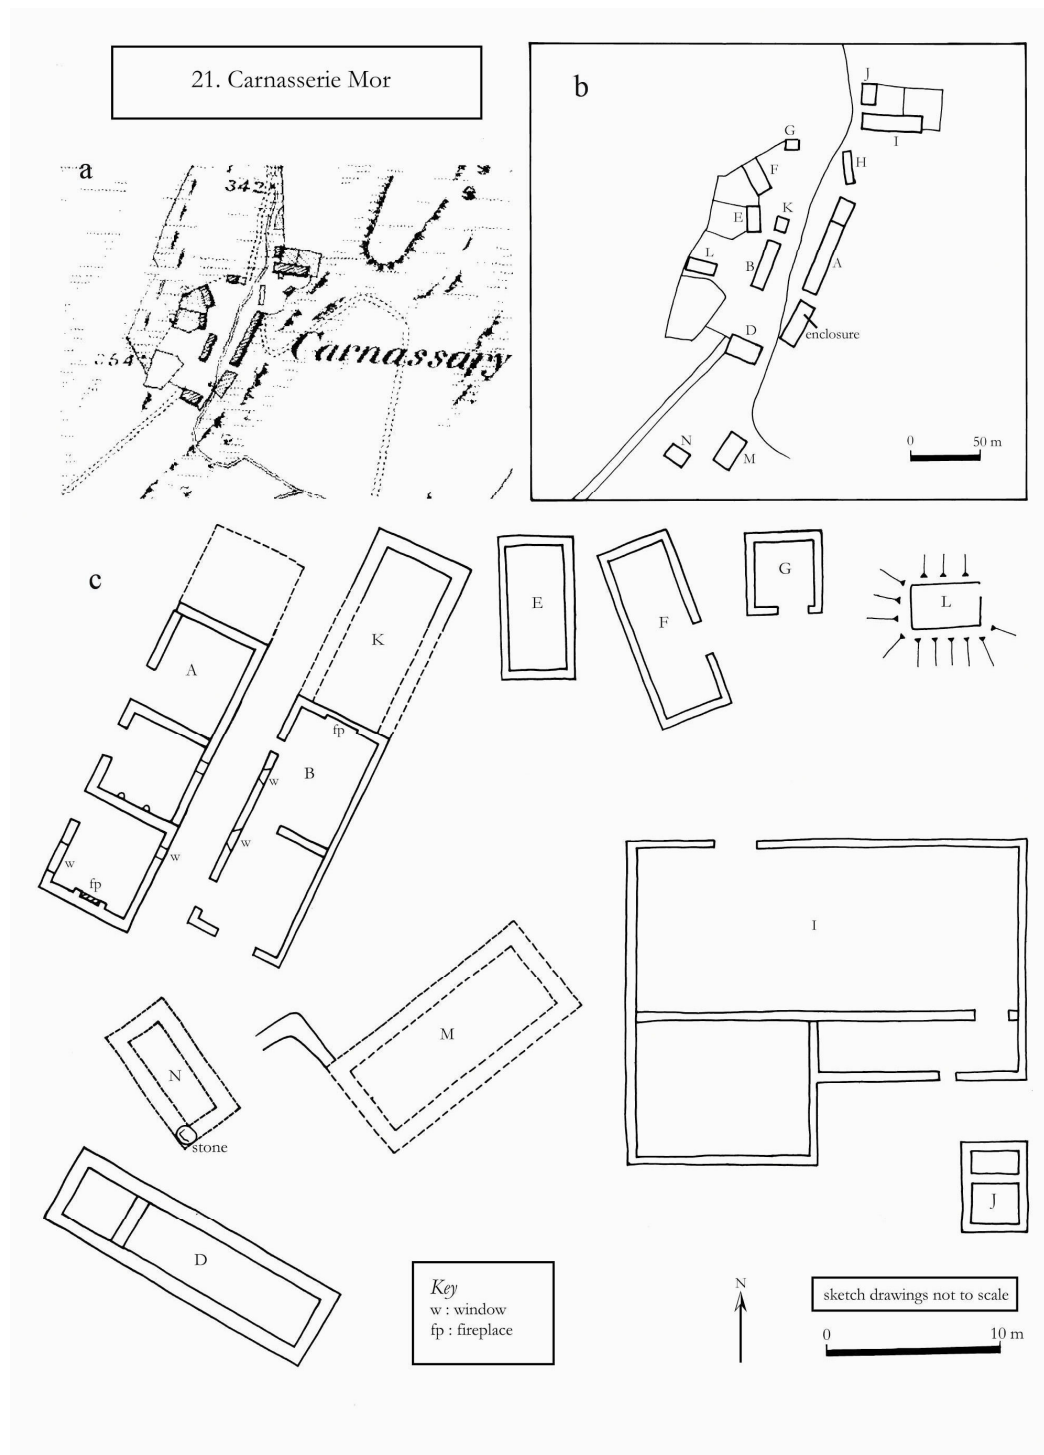 21. Carnasserie Mor
a
342
354
Carnassary
b
J
I
G
F
H
E
K
A
L
B
enclosure
D
N
M
0 50 m
c
A
w
w
fp
K
fp
B
w
w
E
F
G
L
I
M
N
stone
D
J
Key
w : window
fp : fireplace
N
sketch drawings not to scale
0 10 m